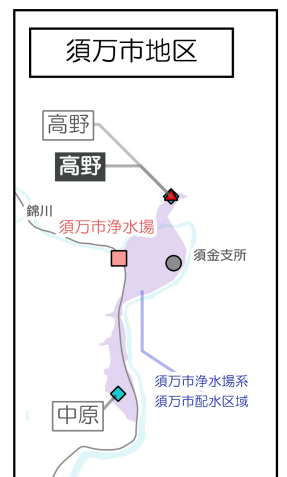 須万市地区
高野
高野
錦川
須万市浄水場
須金支所
須万市浄水場系
須万市配水区域
中原